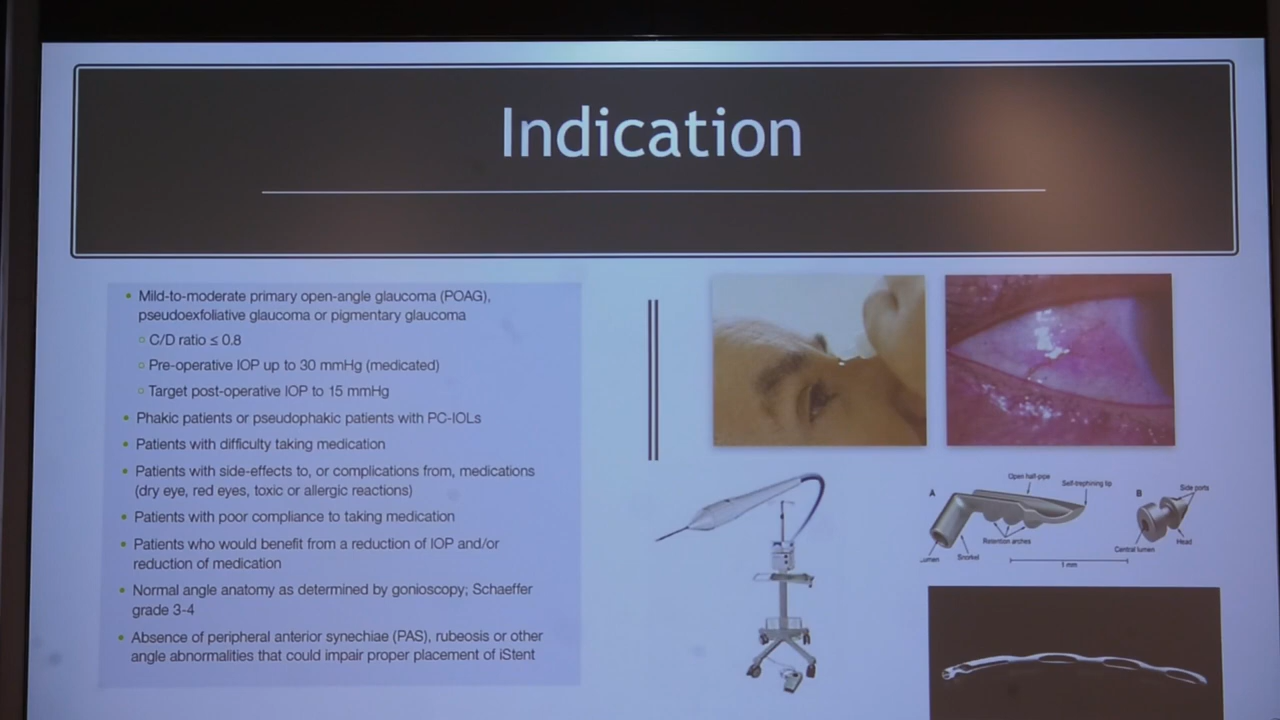 Indication
• Mild-to-moderate primary open-angle glaucoma (POAG),
pseudoexfoliative glaucoma or pigmentary glaucoma
▫ C/D ratio ≤ 0.8
▫ Pre-operative IOP up to 30 mmHg (medicated)
▫ Target post-operative IOP to 15 mmHg
• Phakic patients or pseudophakic patients with PC-IOLs
• Patients with difficulty taking medication
• Patients with side-effects to, or complications from, medications
(dry eye, red eyes, toxic or allergic reactions)
• Patients with poor compliance to taking medication
• Patients who would benefit from a reduction of IOP and/or
reduction of medication
• Normal angle anatomy as determined by gonioscopy; Schaeffer
grade 3-4
• Absence of peripheral anterior synechiae (PAS), rubeosis or other
angle abnormalities that could impair proper placement of iStent
A
Open half-pipe
Self-trephining tip
Retention arches
Snorkel
1 mm
B
Side ports
Central lumen
Head